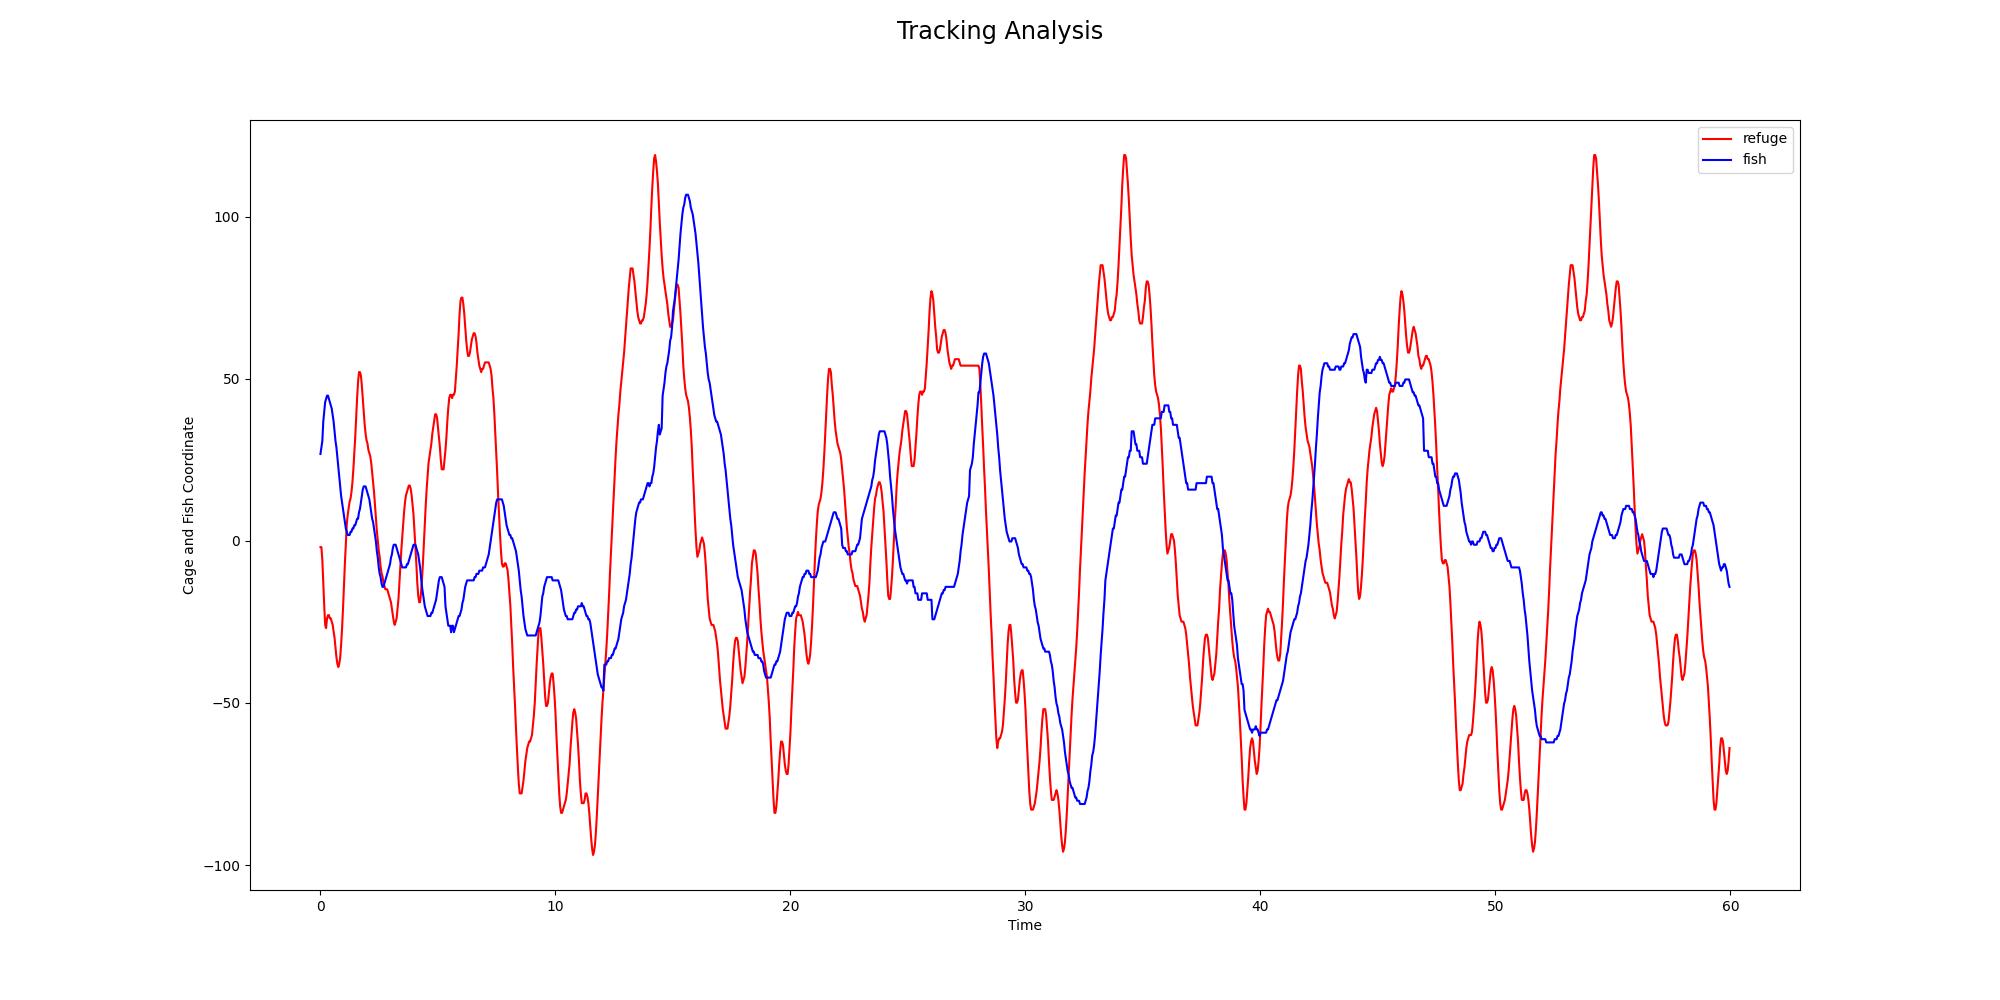 Tracking Analysis
refuge
fish
Cage and Fish Coordinate
100
50
0
−50
−100
0 10 20 30 40 50 60
Time